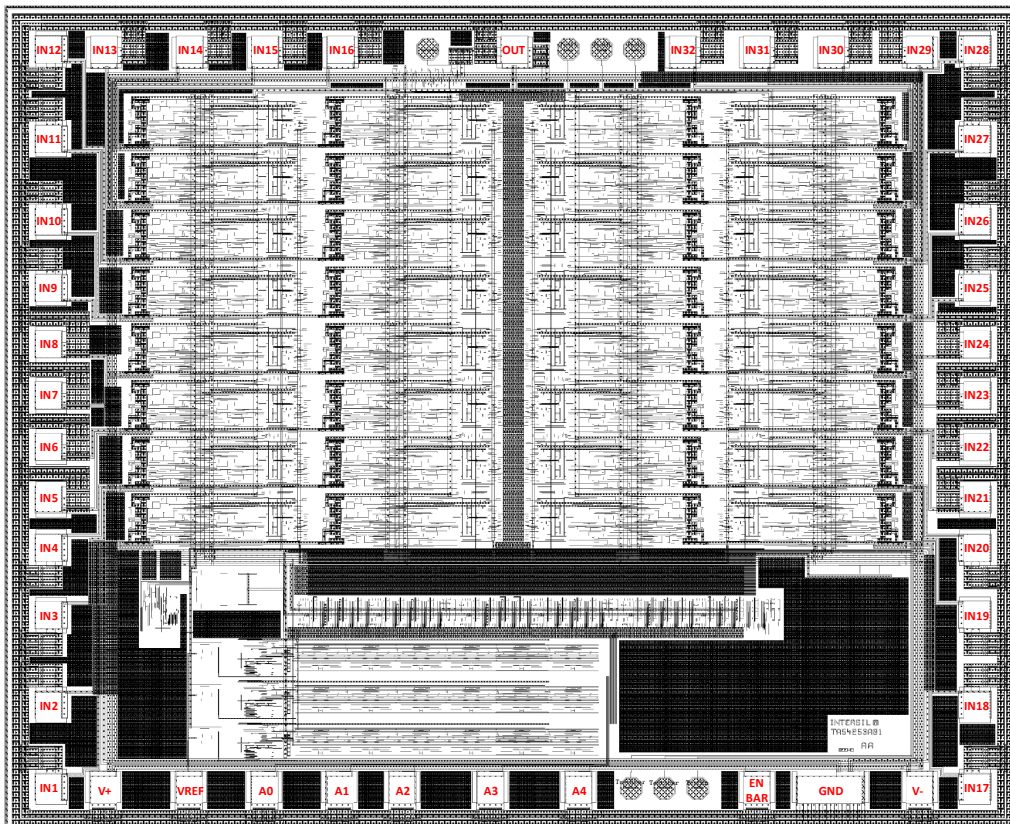 IN12 IN13 IN14 IN15 IN16 OUT IN32 IN31 IN30 IN29 IN28
IN11 IN27
IN10 IN26
IN9 IN25
IN8 IN24
IN7 IN23
IN6 IN22
IN5 IN21
IN4 IN20
IN3 IN19
IN2 IN18
INTERSIL
AA
IN1 V+ VREF A0 A1 A2 A3 A4 EN BAR GND V- IN17